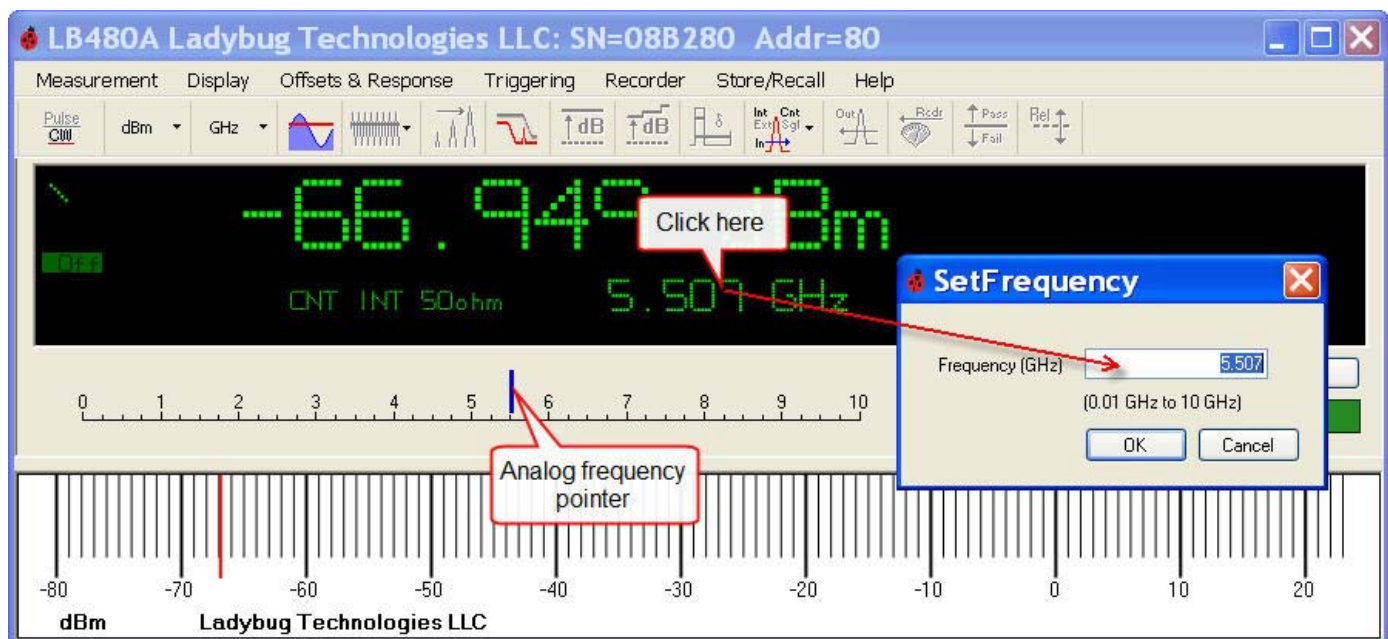 LB480A Ladybug Technologies LLC: SN=08B280 Addr=80
Measurement Display Offsets & Response Triggering Recorder Store/Recall Help
Pulse
CW
dBm
GHz
dB
dB
δ
Int Cnt
Ext Sgl
In
Out
Rcdr
Pass
Fail
Rel
-66.949 dBm
Click here
Off
CNT INT 50ohm
5.507 GHz
SetFrequency
Frequency (GHz)
5.507
(0.01 GHz to 10 GHz)
OK
Cancel
0 1 2 3 4 5 6 7 8 9 10
Analog frequency
pointer
-80 -70 -60 -50 -40 -30 -20 -10 0 10 20
dBm Ladybug Technologies LLC